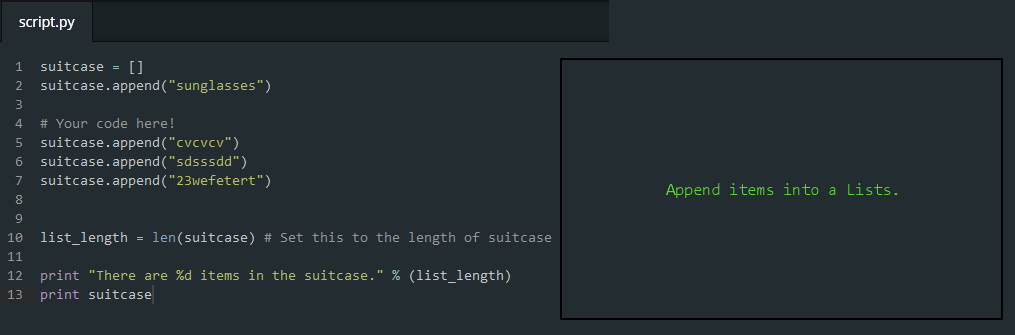 script.py
1 suitcase = []
2 suitcase.append("sunglasses")
3
4 # Your code here!
5 suitcase.append("cvcvcv")
6 suitcase.append("sdsssdd")
7 suitcase.append("23wefetert")
8
9
10 list_length = len(suitcase) # Set this to the length of suitcase
11
12 print "There are %d items in the suitcase." % (list_length)
13 print suitcase
Append items into a Lists.